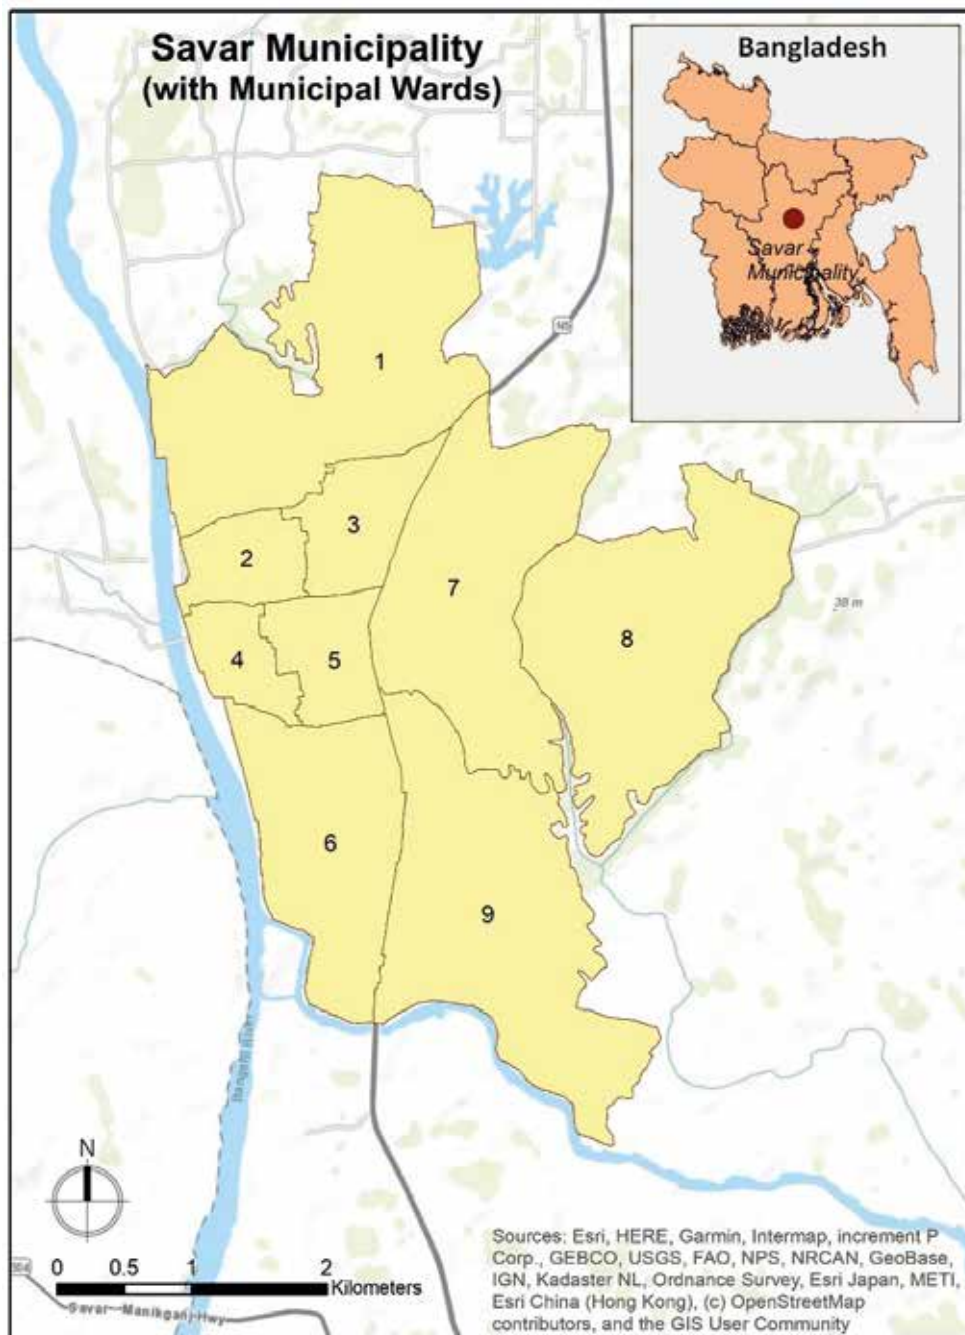 Savar Municipality
(with Municipal Wards)
Bangladesh
Savar
Municipality
N5
1
2
3
4
5
6
7
8
9
38 m
N
0 0.5 1 2
Kilometers
Savar Manikganj Hwy
Sources: Esri, HERE, Garmin, Intermap, increment P
Corp., GEBCO, USGS, FAO, NPS, NRCAN, GeoBase,
IGN, Kadaster NL, Ordnance Survey, Esri Japan, METI,
Esri China (Hong Kong), (c) OpenStreetMap
contributors, and the GIS User Community